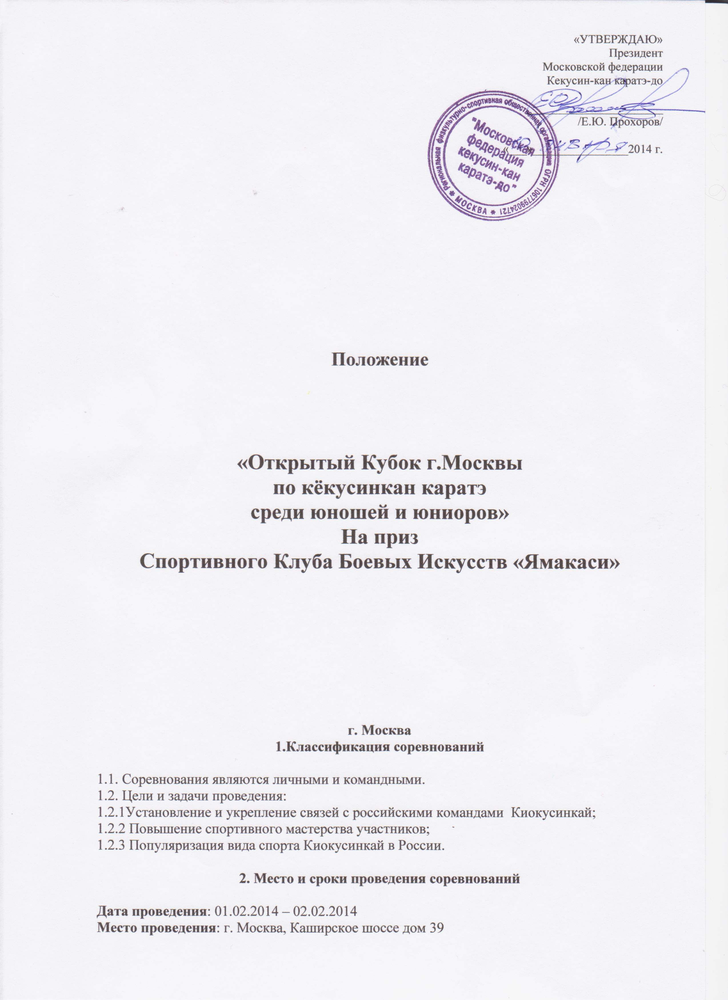 «УТВЕРЖДАЮ»
Президент
Московской федерации
Кекусин-кан каратэ-до
/Е.Ю. Прохоров/
января 2014 г.
* Региональная физкультурно-спортивная общественная организация ОГРН 1067799024721 * МОСКВА
"Московская
федерация
кекусин-кан
каратэ-до"
Положение
«Открытый Кубок г.Москвы
по кёкусинкан каратэ
среди юношей и юниоров»
На приз
Спортивного Клуба Боевых Искусств «Ямакаси»
г. Москва
1.Классификация соревнований
1.1. Соревнования являются личными и командными.
1.2. Цели и задачи проведения:
1.2.1Установление и укрепление связей с российскими командами  Киокусинкай;
1.2.2 Повышение спортивного мастерства участников;
1.2.3 Популяризация вида спорта Киокусинкай в России.
2. Место и сроки проведения соревнований
Дата проведения: 01.02.2014 – 02.02.2014
Место проведения: г. Москва, Каширское шоссе дом 39